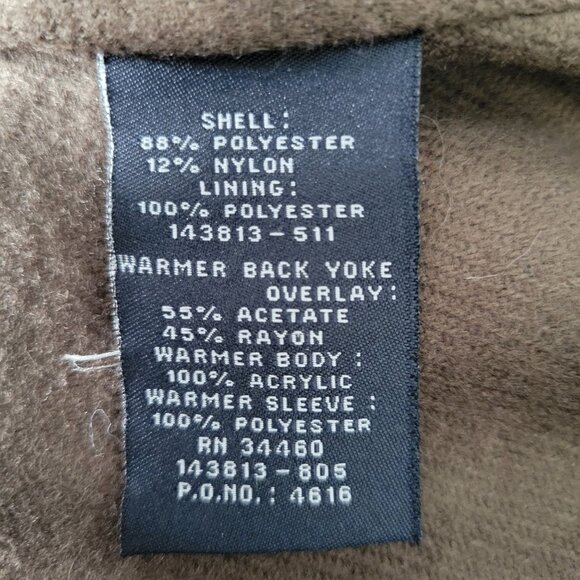 SHELL:
88% POLYESTER
12% NYLON
LINING:
100% POLYESTER
143813-511
WARMER BACK YOKE
OVERLAY:
55% ACETATE
45% RAYON
WARMER BODY :
100% ACRYLIC
WARMER SLEEVE :
100% POLYESTER
RN 34460
143813-805
P.O.NO.: 4616